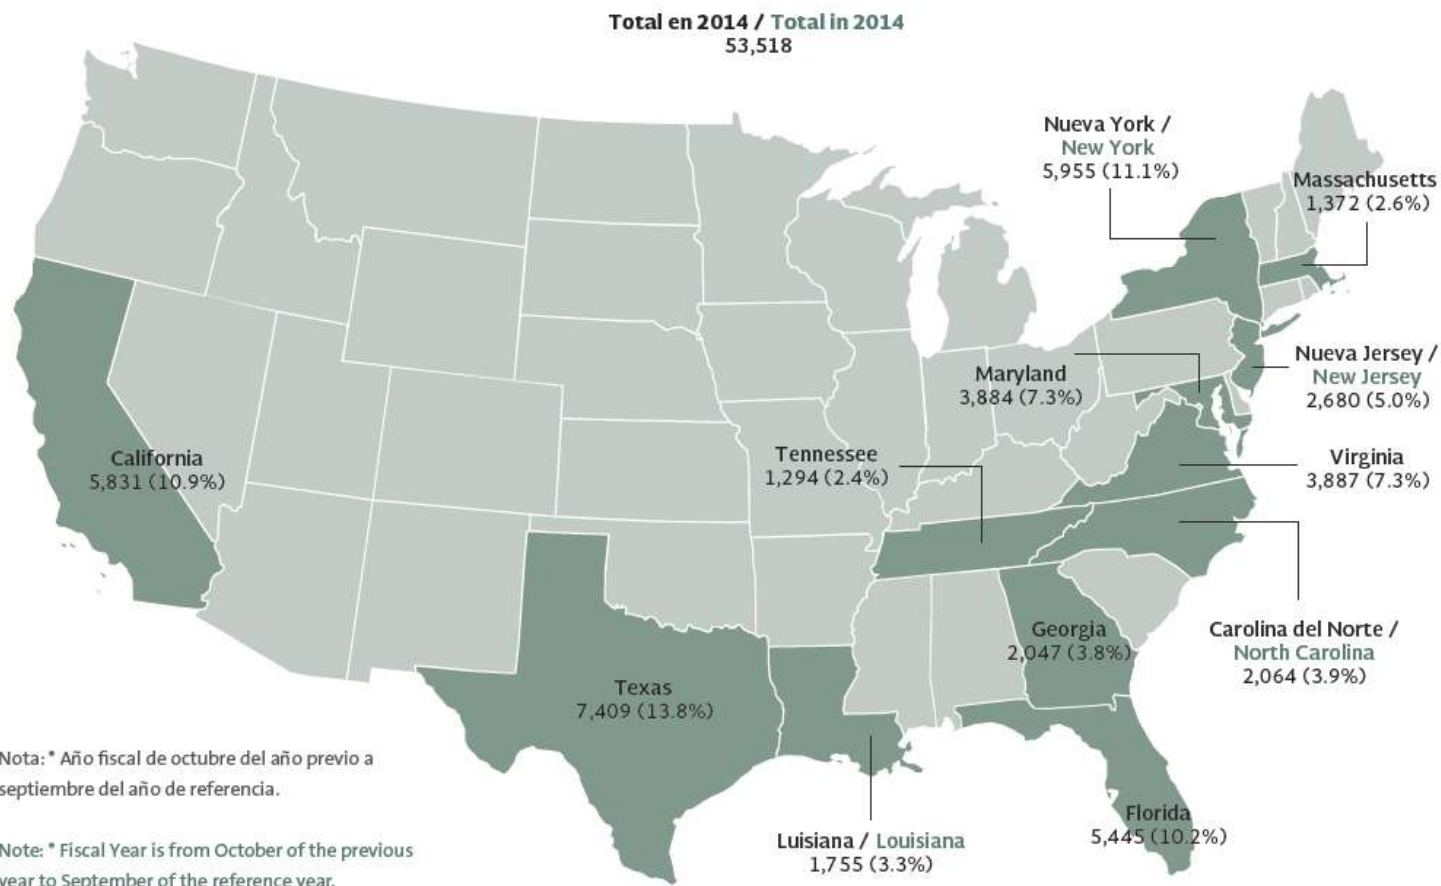 Total en 2014 / Total in 2014
53,518
Nueva York /
New York
5,955 (11.1%)
Massachusetts
1,372 (2.6%)
Nueva Jersey /
New Jersey
2,680 (5.0%)
Maryland
3,884 (7.3%)
Tennessee
1,294 (2.4%)
Virginia
3,887 (7.3%)
California
5,831 (10.9%)
Carolina del Norte /
North Carolina
2,064 (3.9%)
Georgia
2,047 (3.8%)
Texas
7,409 (13.8%)
Florida
5,445 (10.2%)
Luisiana / Louisiana
1,755 (3.3%)
Nota: * Año fiscal de octubre del año previo a
septiembre del año de referencia.
Note: * Fiscal Year is from October of the previous
year to September of the reference year.